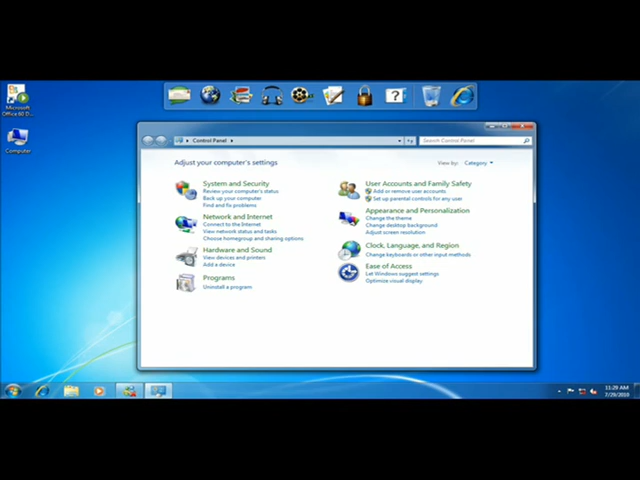 Microsoft
Office 60 D...
Computer
Control Panel
Search Control Panel
Adjust your computer's settings
View by: Category
System and Security
Review your computer's status
Back up your computer
Find and fix problems
Network and Internet
Connect to the Internet
View network status and tasks
Choose homegroup and sharing options
Hardware and Sound
View devices and printers
Add a device
Programs
Uninstall a program
User Accounts and Family Safety
Add or remove user accounts
Set up parental controls for any user
Appearance and Personalization
Change the theme
Change desktop background
Adjust screen resolution
Clock, Language, and Region
Change keyboards or other input methods
Ease of Access
Let Windows suggest settings
Optimize visual display
11:29 AM
7/29/2010